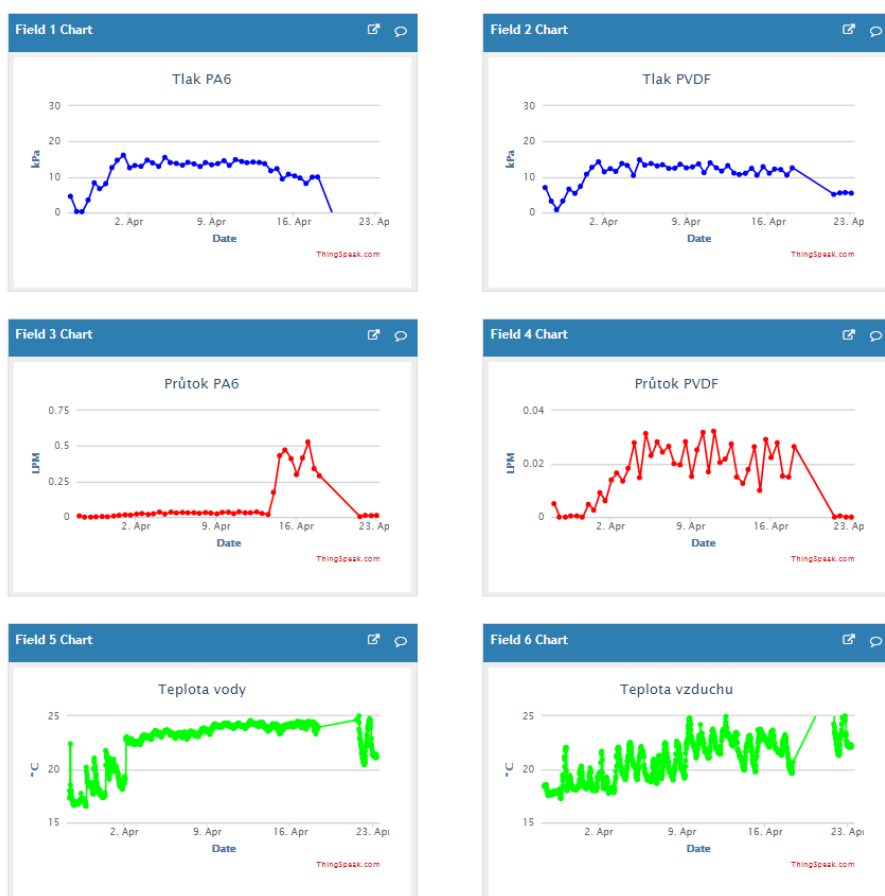 Field 1 Chart
Tlak PA6
30
20
10
0
kPa
2. Apr 9. Apr 16. Apr 23. Ap
Date
ThingSpeak.com
Field 2 Chart
Tlak PVDF
30
20
10
0
kPa
2. Apr 9. Apr 16. Apr 23. Ap
Date
ThingSpeak.com
Field 3 Chart
Průtok PA6
0.75
0.5
0.25
0
LPM
2. Apr 9. Apr 16. Apr 23. Ap
Date
ThingSpeak.com
Field 4 Chart
Průtok PVDF
0.04
0.02
0
LPM
2. Apr 9. Apr 16. Apr 23. Ap
Date
ThingSpeak.com
Field 5 Chart
Teplota vody
25
20
15
°C
2. Apr 9. Apr 16. Apr 23. Apr
Date
ThingSpeak.com
Field 6 Chart
Teplota vzduchu
25
20
15
°C
2. Apr 9. Apr 16. Apr 23. Apr
Date
ThingSpeak.com